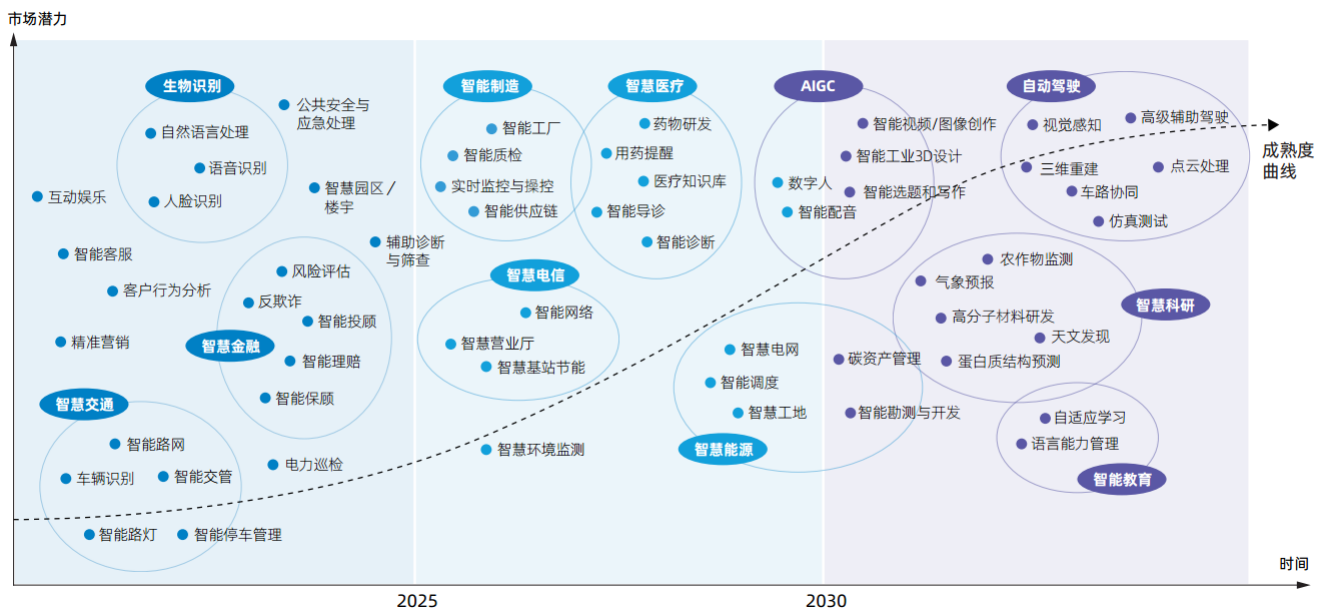 市场潜力
生物识别
自然语言处理
语音识别
人脸识别
公共安全与
应急处理
互动娱乐
智慧园区/
楼宇
智能客服
辅助诊断
与筛查
客户行为分析
精准营销
风险评估
反欺诈
智能投顾
智慧金融
智能理赔
智能保顾
智慧交通
智能路网
车辆识别
智能交管
电力巡检
智能路灯
智能停车管理
智能制造
智能工厂
智能质检
实时监控与操控
智能供应链
智慧医疗
药物研发
用药提醒
医疗知识库
智能导诊
智能诊断
智慧电信
智能网络
智慧营业厅
智慧基站节能
智慧环境监测
AIGC
智能视频/图像创作
智能工业3D设计
数字人
智能选题和写作
智能配音
智慧电网
碳资产管理
智能调度
智慧工地
智能勘测与开发
智慧能源
自动驾驶
视觉感知
高级辅助驾驶
三维重建
点云处理
车路协同
仿真测试
成熟度
曲线
农作物监测
气象预报
智慧科研
高分子材料研发
天文发现
蛋白质结构预测
自适应学习
语言能力管理
智能教育
时间
2025
2030